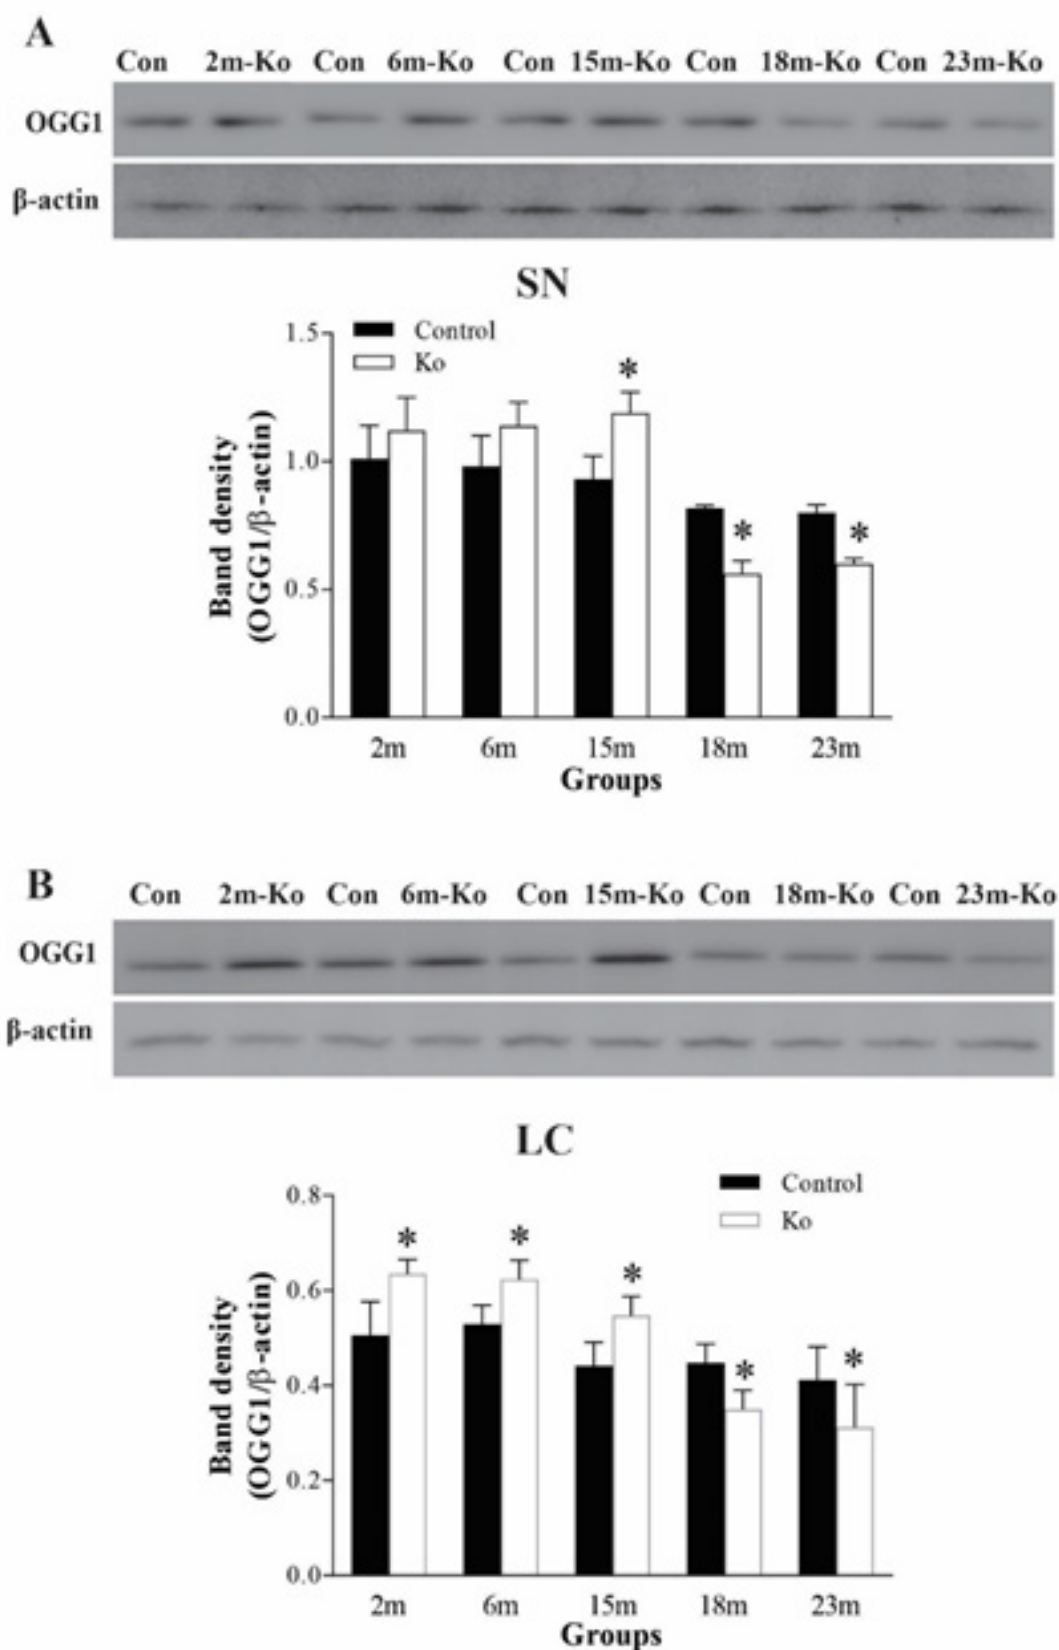 A
Con 2m-Ko Con 6m-Ko Con 15m-Ko Con 18m-Ko Con 23m-Ko
OGG1
β-actin
SN
Control
Ko
1.5
1.0
0.5
0.0
Band density
(OGG1/β-actin)
* * *
2m 6m 15m 18m 23m
Groups
B
Con 2m-Ko Con 6m-Ko Con 15m-Ko Con 18m-Ko Con 23m-Ko
OGG1
β-actin
LC
Control
Ko
0.8
0.6
0.4
0.2
0.0
Band density
(OGG1/β-actin)
* * * * *
2m 6m 15m 18m 23m
Groups